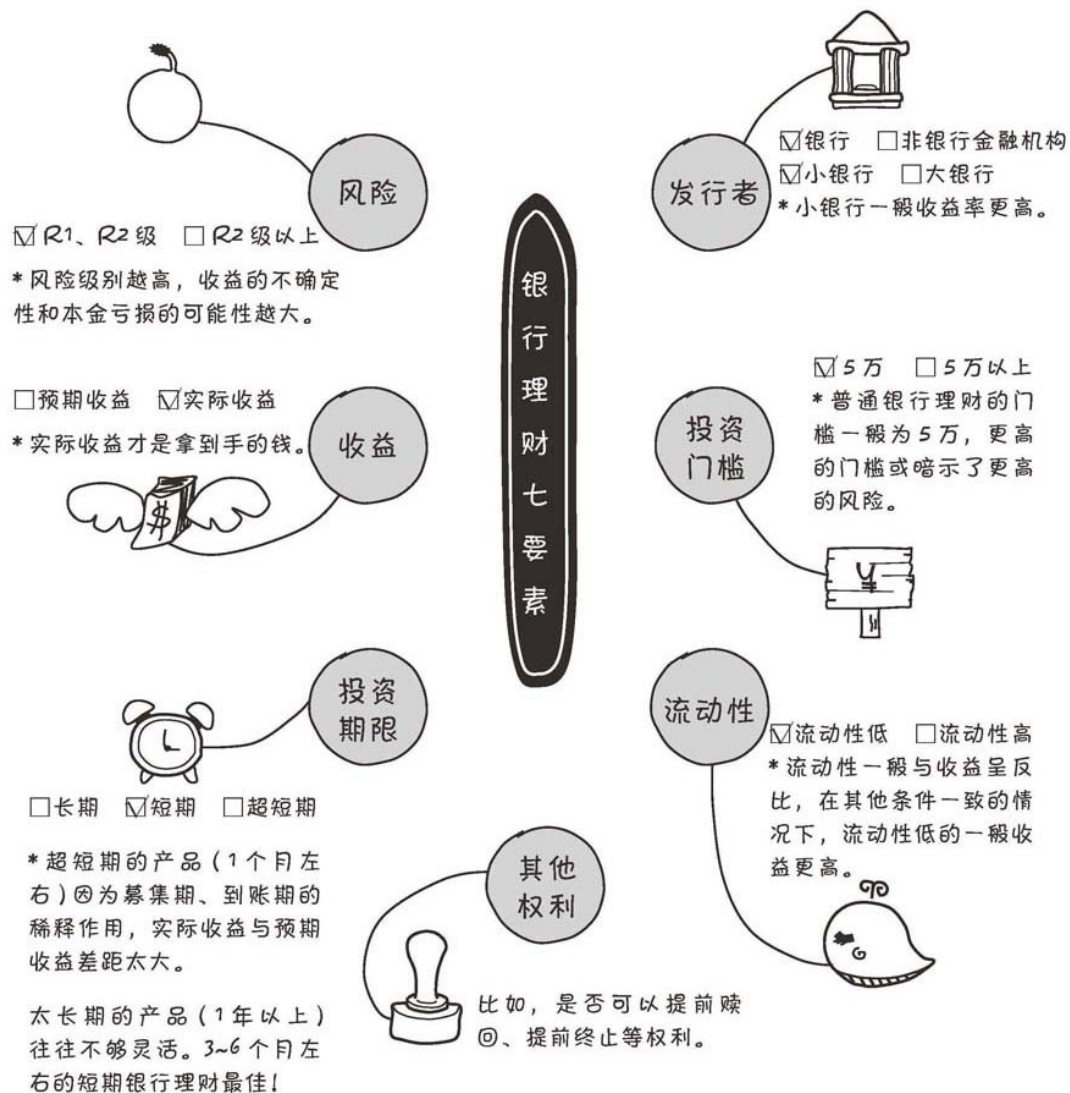 银行理财七要素
风险
☑R1、R2级 □R2级以上
*风险级别越高，收益的不确定
性和本金亏损的可能性越大。
□预期收益 ☑实际收益
*实际收益才是拿到手的钱。
收益
$
投资
期限
□长期 ☑短期 □超短期
*超短期的产品(1个月左
右)因为募集期、到账期的
稀释作用，实际收益与预期
收益差距太大。
太长期的产品(1年以上)
往往不够灵活。3~6个月左
右的短期银行理财最佳!
发行者
☑银行 □非银行金融机构
☑小银行 □大银行
*小银行一般收益率更高。
投资
门槛
☑5万 □5万以上
*普通银行理财的门
槛一般为5万，更高
的门槛或暗示了更高
的风险。
¥
流动性
☑流动性低 □流动性高
*流动性一般与收益呈反
比，在其他条件一致的情
况下，流动性低的一般收
益更高。
其他
权利
比如，是否可以提前赎
回、提前终止等权利。